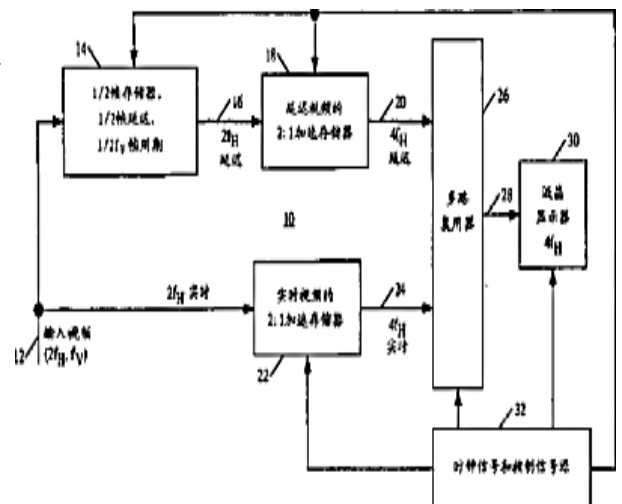 14
1/2帧存储器,
1/2帧延迟,
1/2fV帧周期
16
2fH
延迟
18
延迟视频的
2:1加速存储器
20
4fH
延迟
26
多路
复用器
28
30
液晶
显示器
4fH
10
2fH 实时
实时视频的
2:1加速存储器
22
24
4fH
实时
12
输入视频
(2fH, fV)
32
时钟信号和控制信号源